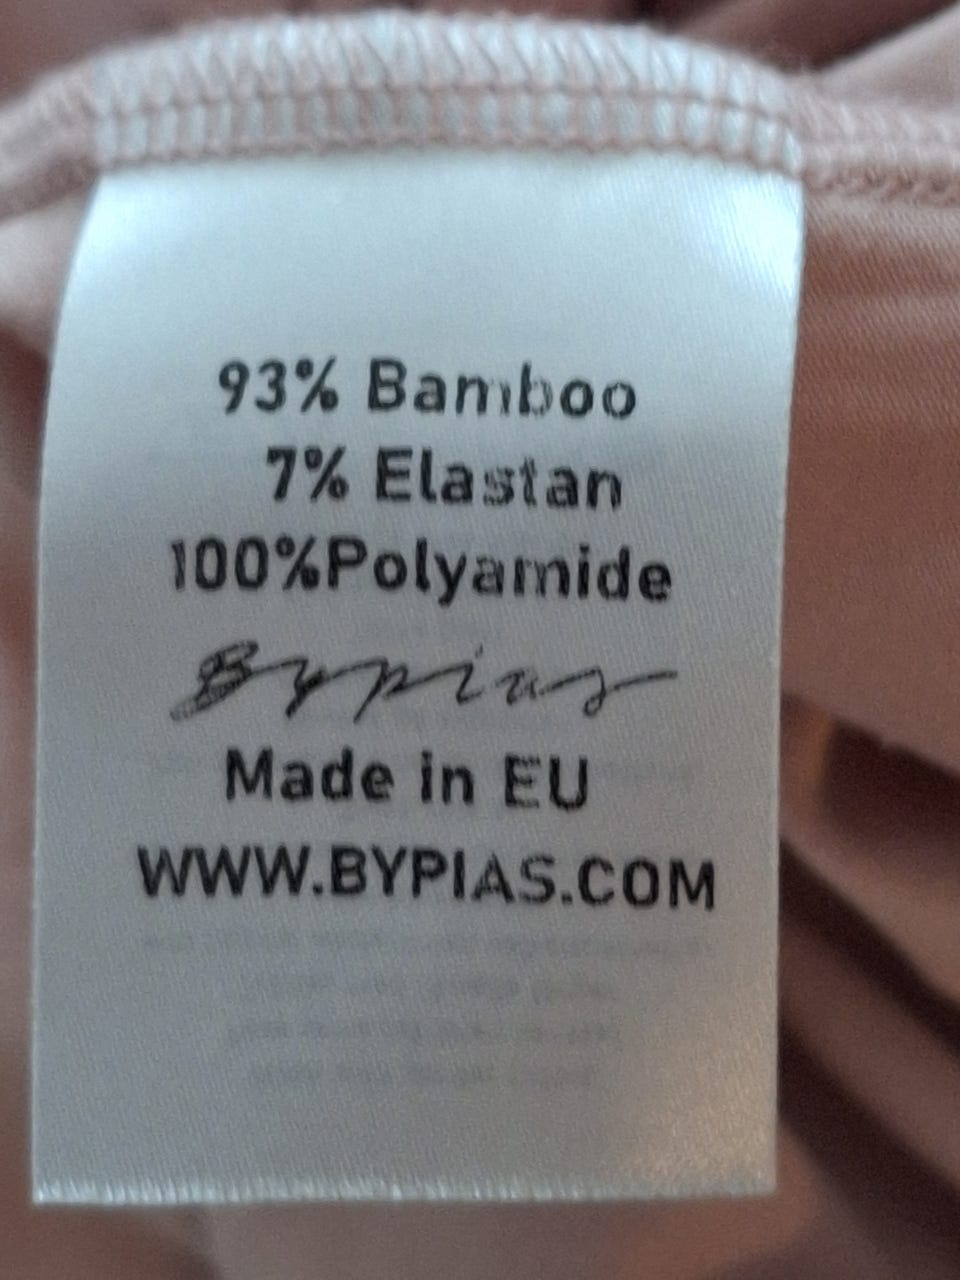 93% Bamboo
7% Elastan
100%Polyamide
Bypias
Made in EU
WWW.BYPIAS.COM